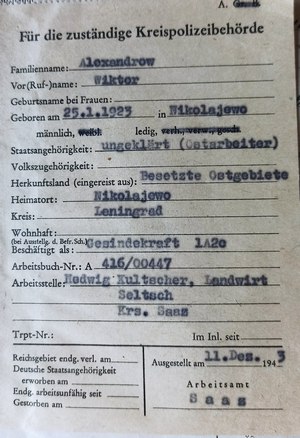 A.
Für die zuständige Kreispolizeibehörde
Familienname: Alexandrow
Vor(Ruf-)name: Wiktor
Geburtsname bei Frauen:
Geboren am 25.1.1923 in Nikolajewo
männlich, weibl. ledig, verh., verw., gesch.
Staatsangehörigkeit: ungeklärt (Ostarbeiter)
Volkszugehörigkeit:
Herkunftsland (eingereist aus): Besetzte Ostgebiete
Heimatort: Nikolajewo
Kreis: Leningrad
Wohnhaft:
(bei Ausstellg. d. Befr.Sch.)
Beschäftigt als: Gesindekraft 1A2c
Arbeitsbuch-Nr.: A 416/00447
Arbeitsstelle: Hedwig Kultscher, Landwirt
Seltsch
Krs. Saaz
Trpt-Nr.: Im Inl. seit
Reichsgebiet endg. verl. am
Deutsche Staatsangehörigkeit
erworben am
Endg. arbeitsunfähig seit
Gestorben am
Ausgestellt am 11.Dez. 1943
Arbeitsamt
Saaz